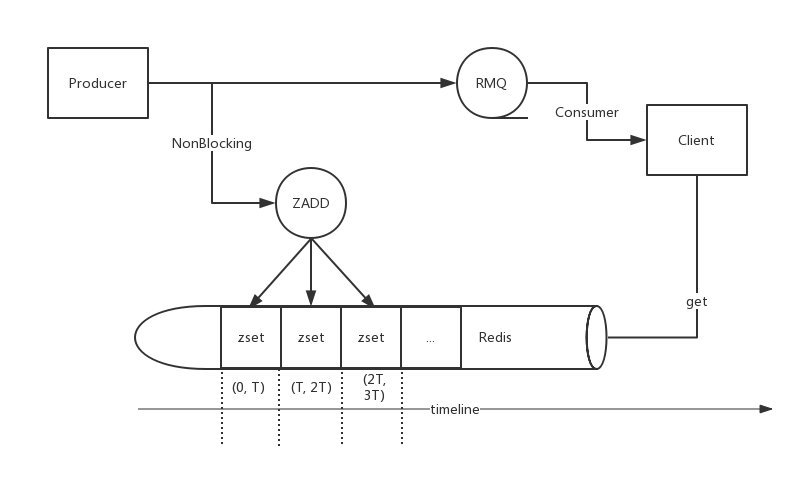 Producer
RMQ
Consumer
Client
NonBlocking
ZADD
get
zset
zset
zset
...
Redis
(0, T)
(T, 2T)
(2T,
3T)
timeline